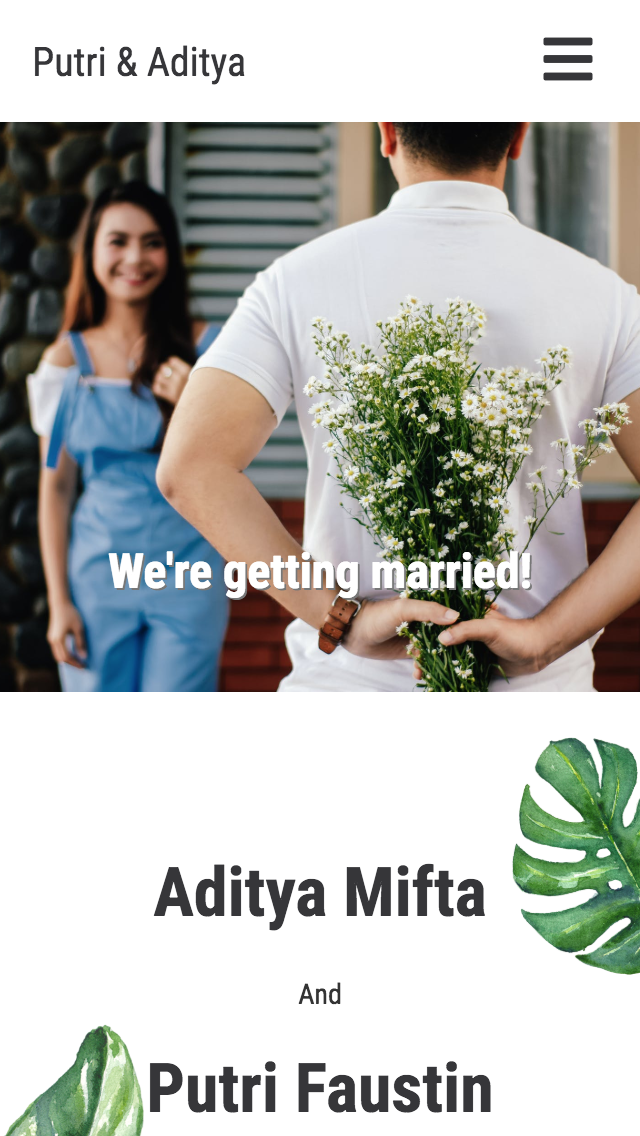 Putri & Aditya
We're getting married!
Aditya Mifta
And
Putri Faustin